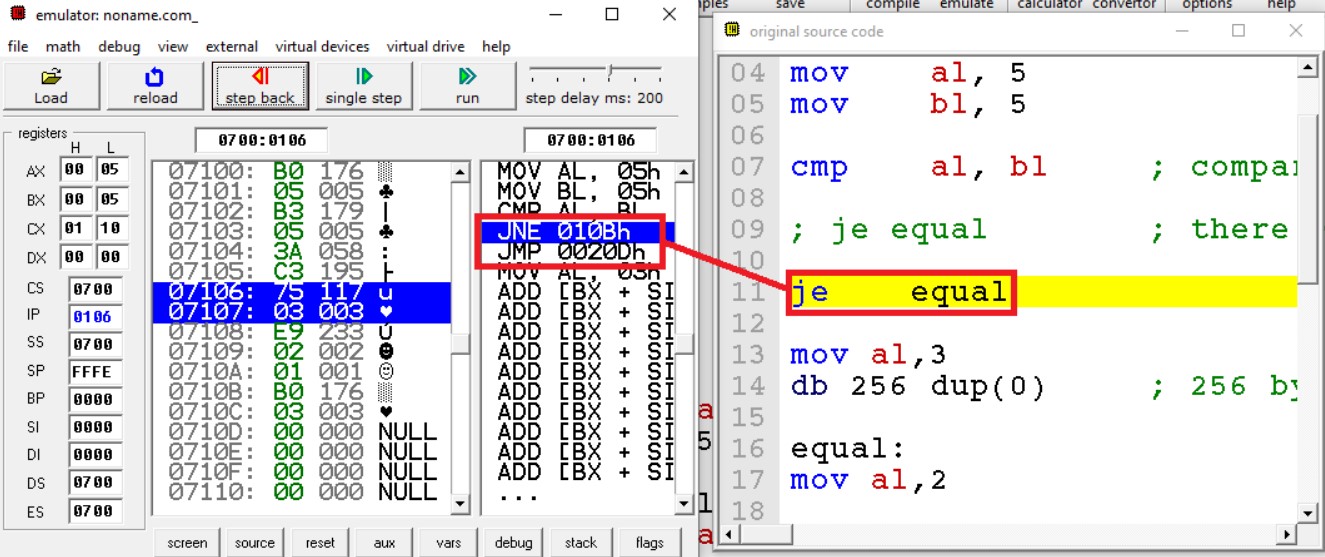 emulator: noname.com_
file math debug view external virtual devices virtual drive help
Load reload step back single step run step delay ms: 200
registers
H L
AX 00 05
BX 00 05
CX 01 10
DX 00 00
CS 0700
IP 0106
SS 0700
SP FFFE
BP 0000
SI 0000
DI 0000
DS 0700
ES 0700
0700:0106
07100: B0 176 ▒
07101: 05 005 ♣
07102: B3 179 │
07103: 05 005 ♣
07104: 3A 058 :
07105: C3 195 ├
07106: 75 117 u
07107: 03 003 ♥
07108: E9 233 Ú
07109: 02 002 ☻
0710A: 01 001 ☺
0710B: B0 176 ▒
0710C: 03 003 ♥
0710D: 00 000 NULL
0710E: 00 000 NULL
0710F: 00 000 NULL
07110: 00 000 NULL
0700:0106
MOV AL, 05h
MOV BL, 05h
CMP AL, BL
JNE 010Bh
JMP 0020Dh
MOV AL, 03h
ADD [BX + SI
ADD [BX + SI
ADD [BX + SI
ADD [BX + SI
ADD [BX + SI
ADD [BX + SI
ADD [BX + SI
ADD [BX + SI
ADD [BX + SI
ADD [BX + SI
...
screen source reset aux vars debug stack flags
save compile emulate calculator convertor options help
original source code
04 mov al, 5
05 mov bl, 5
06
07 cmp al, bl ; compa
08
09 ; je equal ; there
10
11 je equal
12
13 mov al,3
14 db 256 dup(0) ; 256 by
15
16 equal:
17 mov al,2
18